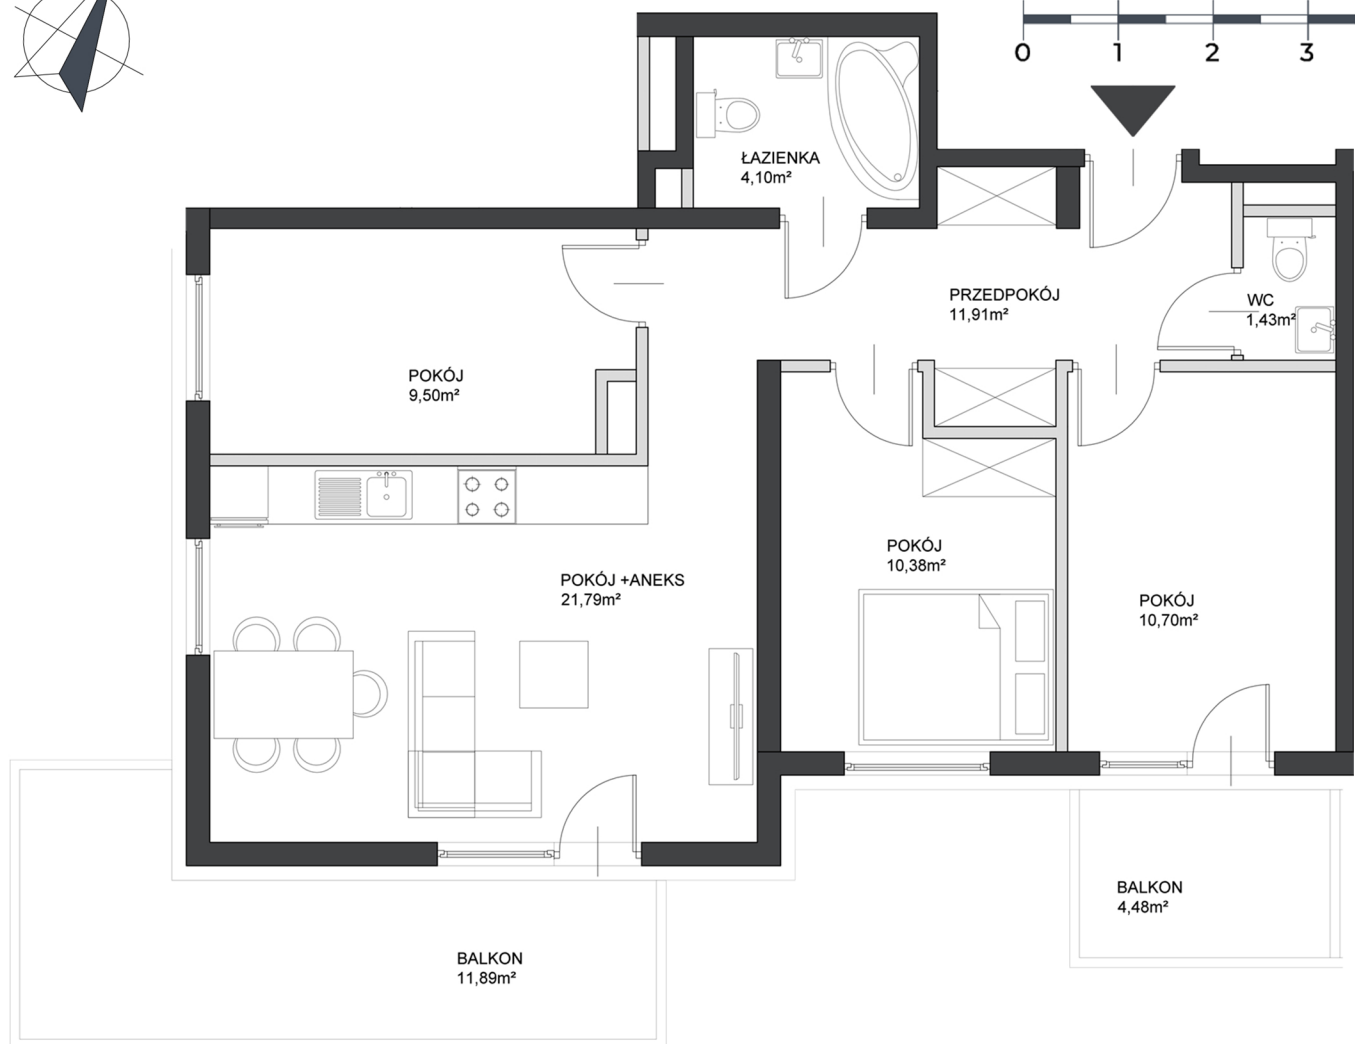 0 1 2 3
ŁAZIENKA
4,10m²
PRZEDPOKÓJ
11,91m²
WC
1,43m²
POKÓJ
9,50m²
POKÓJ
10,38m²
POKÓJ +ANEKS
21,79m²
POKÓJ
10,70m²
BALKON
4,48m²
BALKON
11,89m²